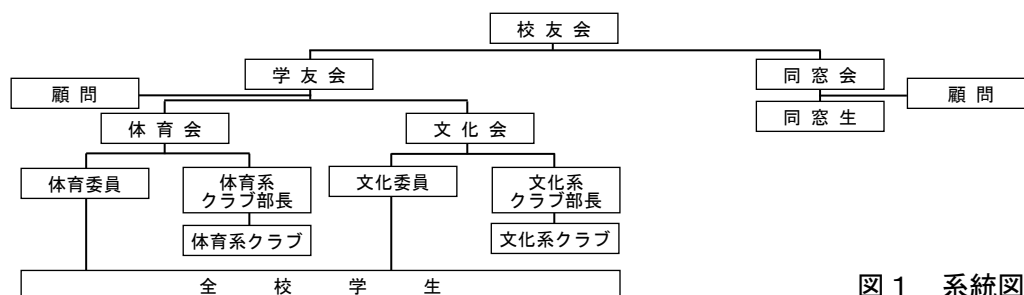 校友会
学友会
同窓会
顧問
顧問
同窓生
体育会
文化会
体育委員
体育系
クラブ部長
文化委員
文化系
クラブ部長
体育系クラブ
文化系クラブ
全校学生
図1 系統図